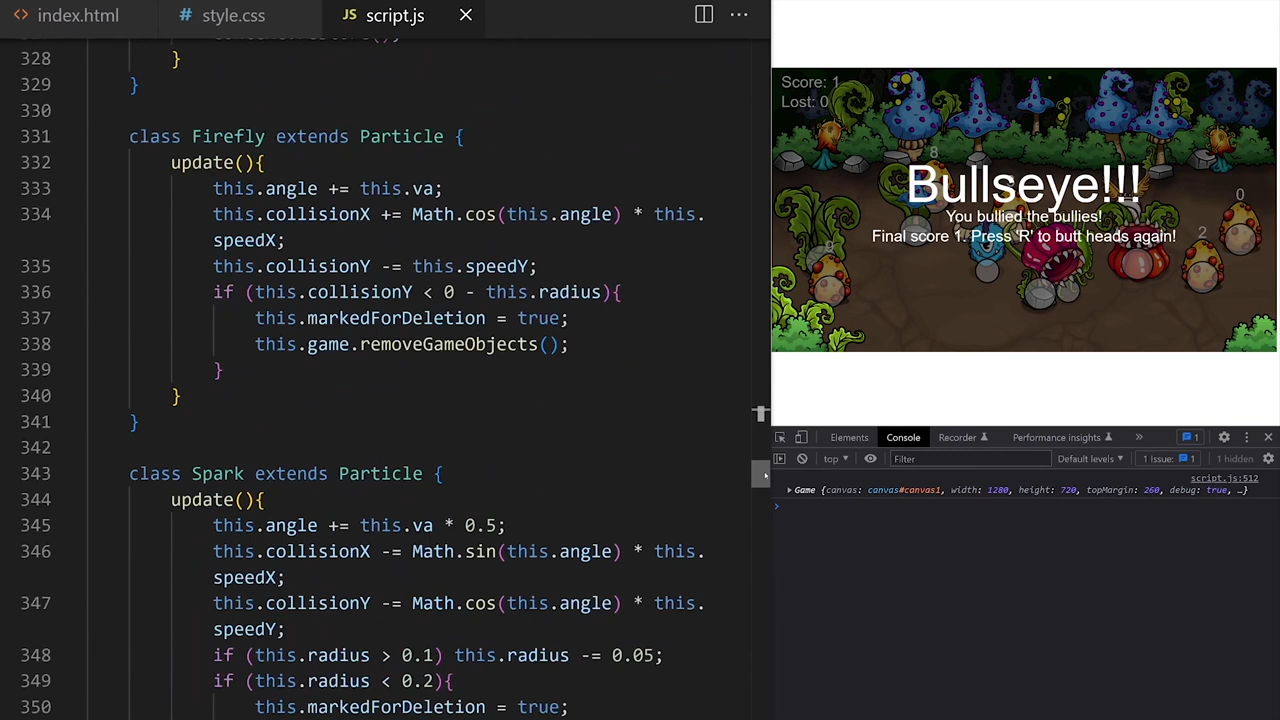 index.html
# style.css
JS script.js
328 }
329 }
330
331 class Firefly extends Particle {
332 update(){
333 this.angle += this.va;
334 this.collisionX += Math.cos(this.angle) * this.
speedX;
335 this.collisionY -= this.speedY;
336 if (this.collisionY < 0 - this.radius){
337 this.markedForDeletion = true;
338 this.game.removeGameObjects();
339 }
340 }
341 }
342
343 class Spark extends Particle {
344 update(){
345 this.angle += this.va * 0.5;
346 this.collisionX -= Math.sin(this.angle) * this.
speedX;
347 this.collisionY -= Math.cos(this.angle) * this.
speedY;
348 if (this.radius > 0.1) this.radius -= 0.05;
349 if (this.radius < 0.2){
350 this.markedForDeletion = true;
Score: 1
Lost: 0
8
0
2
9
Bullseye!!!
You bullied the bullies!
Final score 1. Press 'R' to butt heads again!
Elements Console Recorder Performance insights » 1
top Filter Default levels 1 Issue: 1 1 hidden
script.js:512
Game {canvas: canvas#canvas1, width: 1280, height: 720, topMargin: 260, debug: true, …}